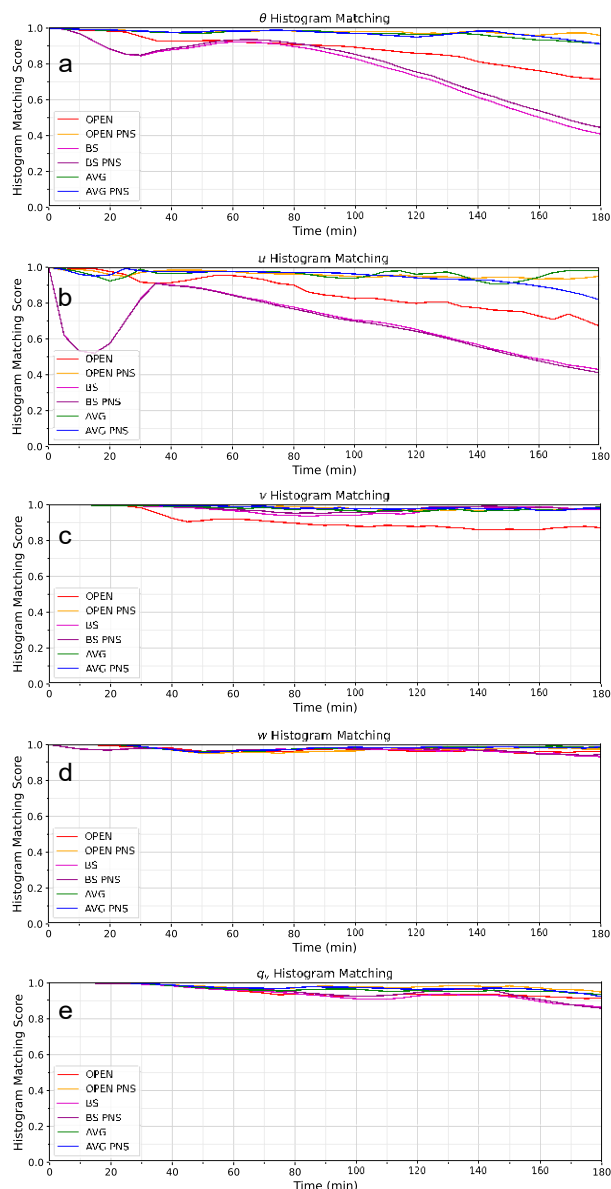 θ Histogram Matching
a
Histogram Matching Score
1.0
0.8
0.6
0.4
0.2
0.0
OPEN
OPEN PNS
BS
BS PNS
AVG
AVG PNS
0 20 40 60 80 100 120 140 160 180
Time (min)
u Histogram Matching
b
Histogram Matching Score
1.0
0.8
0.6
0.4
0.2
0.0
OPEN
OPEN PNS
BS
BS PNS
AVG
AVG PNS
0 20 40 60 80 100 120 140 160 180
Time (min)
v Histogram Matching
c
Histogram Matching Score
1.0
0.8
0.6
0.4
0.2
0.0
OPEN
OPEN PNS
BS
BS PNS
AVG
AVG PNS
0 20 40 60 80 100 120 140 160 180
Time (min)
w Histogram Matching
d
Histogram Matching Score
1.0
0.8
0.6
0.4
0.2
0.0
OPEN
OPEN PNS
BS
BS PNS
AVG
AVG PNS
0 20 40 60 80 100 120 140 160 180
Time (min)
qᵥ Histogram Matching
e
Histogram Matching Score
1.0
0.8
0.6
0.4
0.2
0.0
OPEN
OPEN PNS
BS
BS PNS
AVG
AVG PNS
0 20 40 60 80 100 120 140 160 180
Time (min)